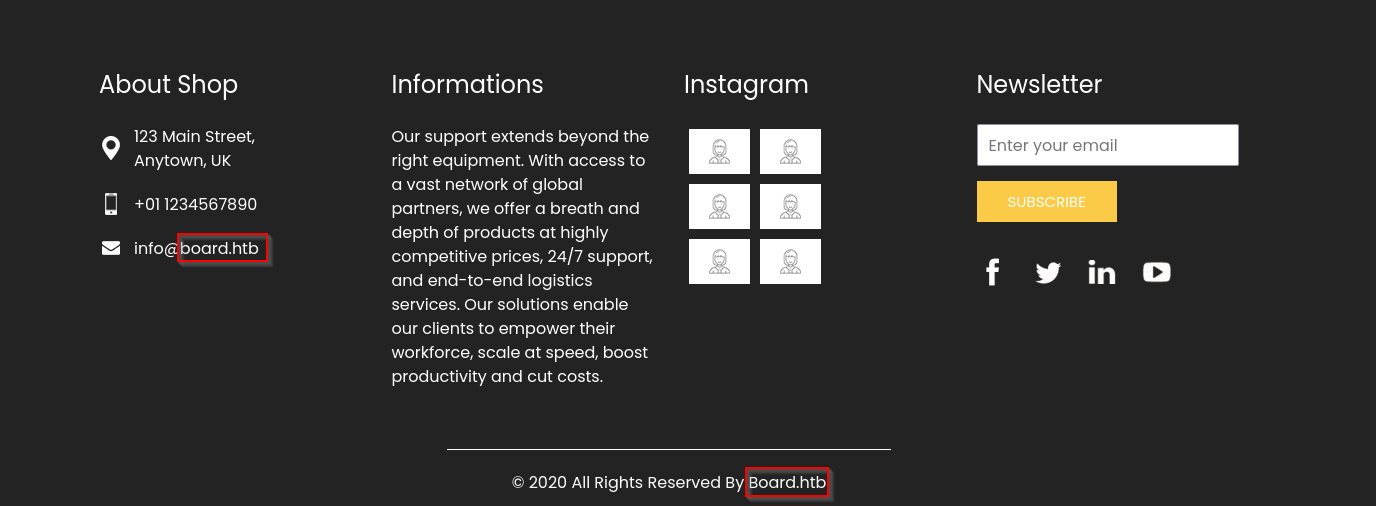 About Shop
123 Main Street,
Anytown, UK
+01 1234567890
info@board.htb
Informations
Our support extends beyond the
right equipment. With access to
a vast network of global
partners, we offer a breath and
depth of products at highly
competitive prices, 24/7 support,
and end-to-end logistics
services. Our solutions enable
our clients to empower their
workforce, scale at speed, boost
productivity and cut costs.
Instagram
Newsletter
Enter your email
SUBSCRIBE
© 2020 All Rights Reserved By Board.htb